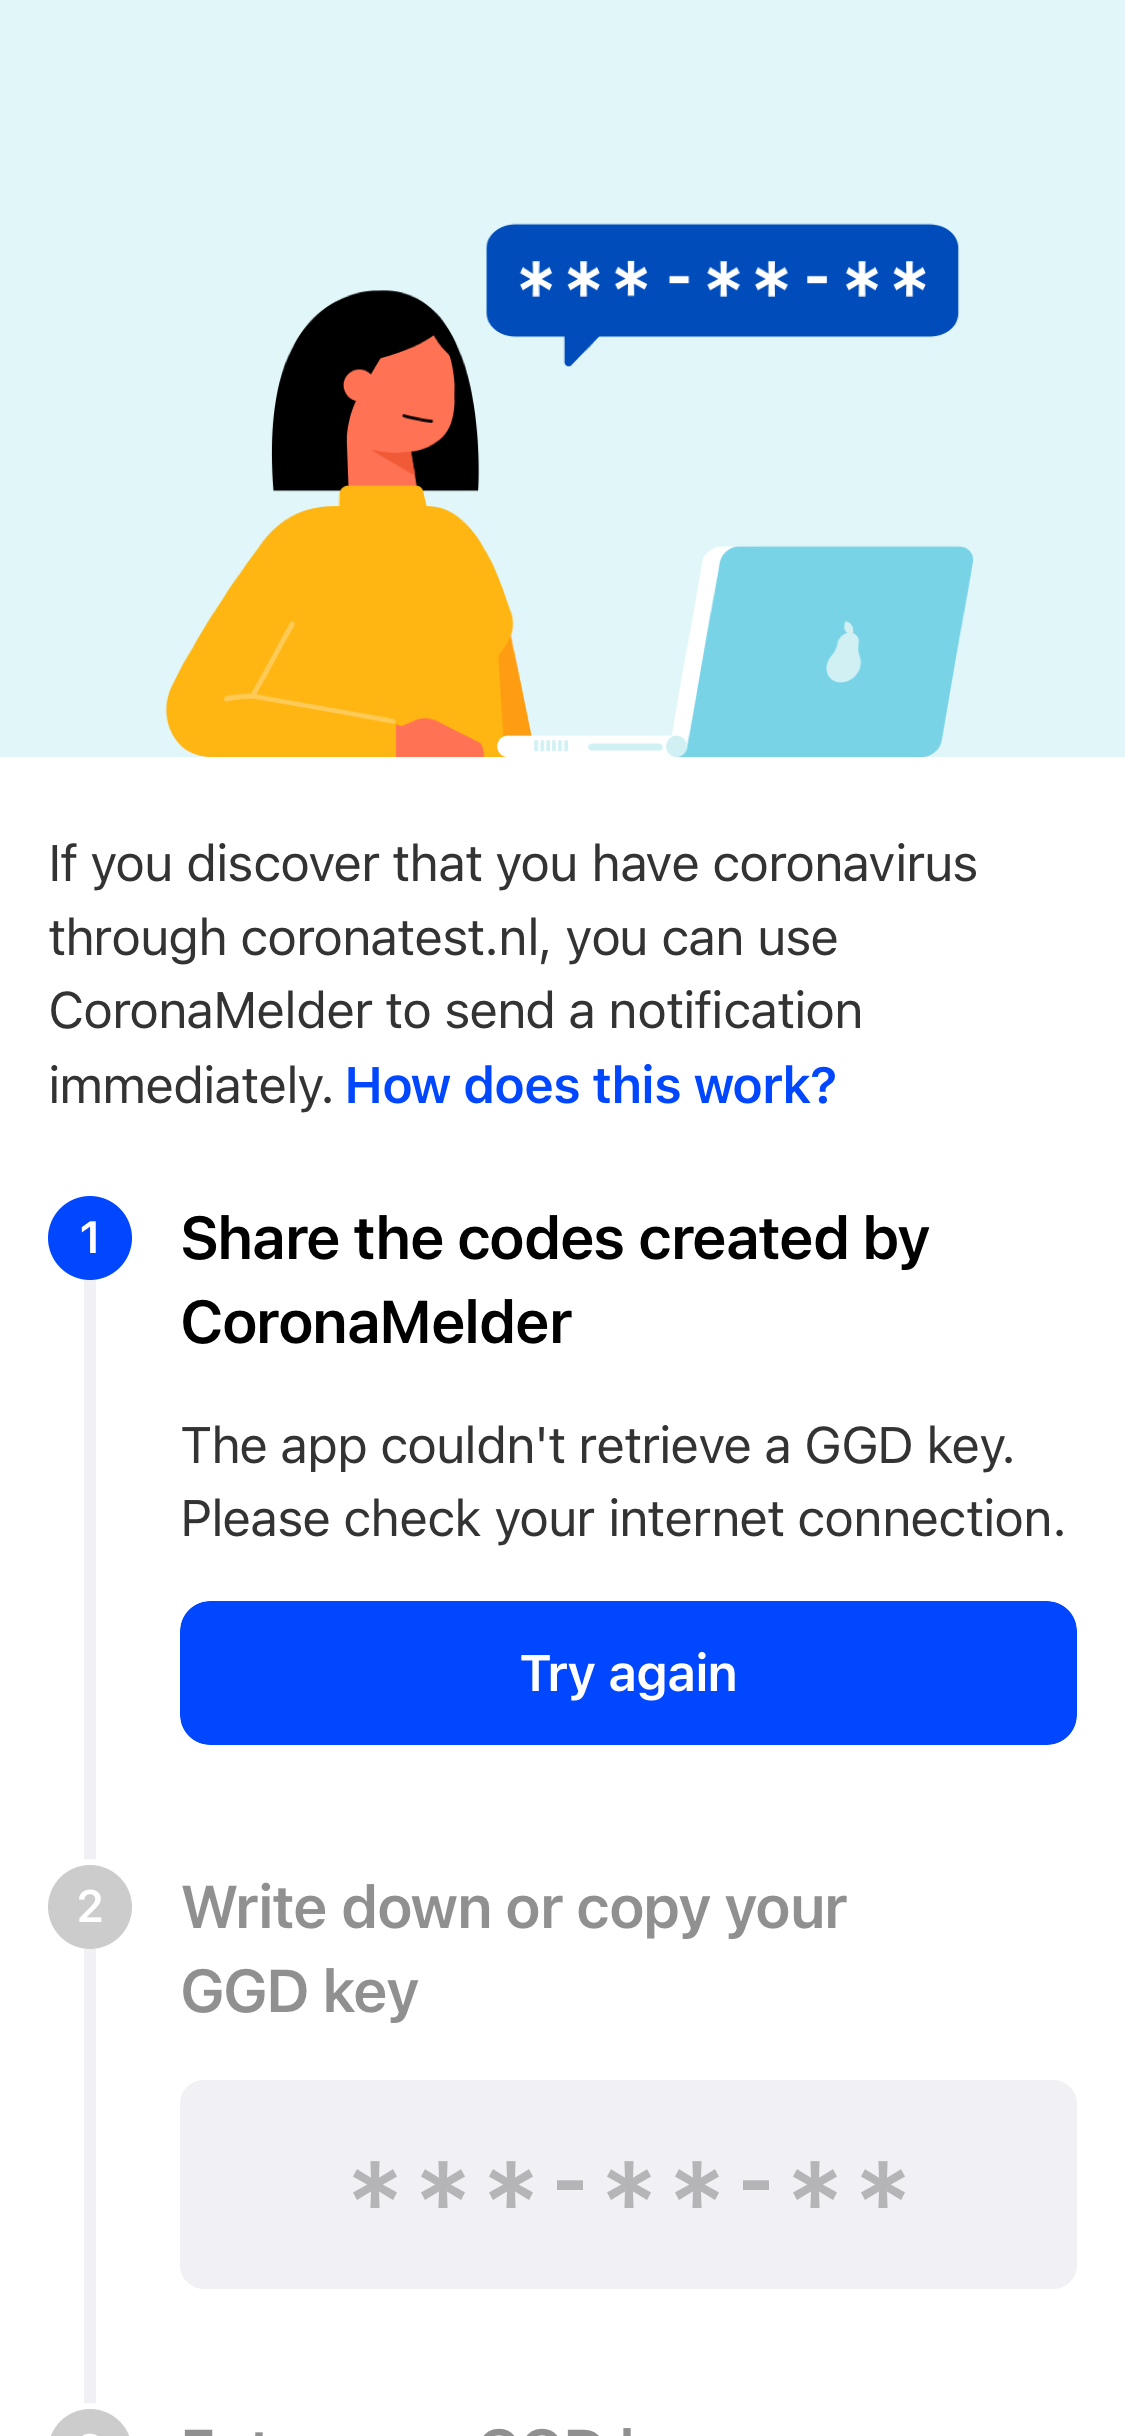 ***-**-**
If you discover that you have coronavirus
through coronatest.nl, you can use
CoronaMelder to send a notification
immediately. How does this work?
1
Share the codes created by
CoronaMelder
The app couldn't retrieve a GGD key.
Please check your internet connection.
Try again
2
Write down or copy your
GGD key
***-**-**